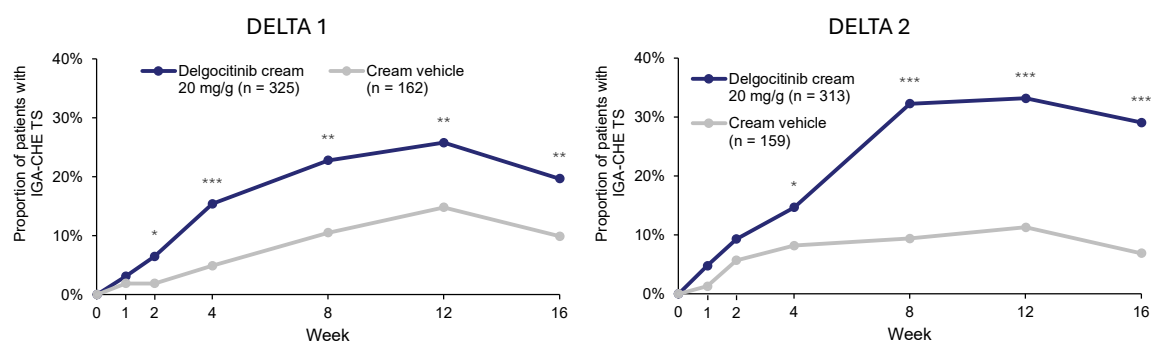 DELTA 1
Proportion of patients with
IGA-CHE TS
40%
30%
20%
10%
0%
Delgocitinib cream
20 mg/g (n = 325)
Cream vehicle
(n = 162)
*
***
**
**
**
0 1 2 4 8 12 16
Week
DELTA 2
Proportion of patients with
IGA-CHE TS
40%
30%
20%
10%
0%
Delgocitinib cream
20 mg/g (n = 313)
Cream vehicle
(n = 159)
*
***
***
***
0 1 2 4 8 12 16
Week